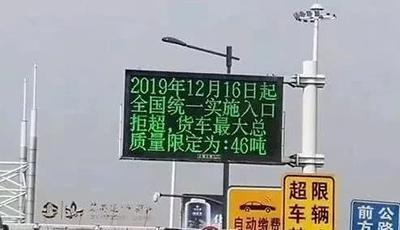 2019年12月16日起
全国统一实施入口
拒超,货车最大总
质量限定为:46吨
自动缴费
超限
车辆
前方
公路